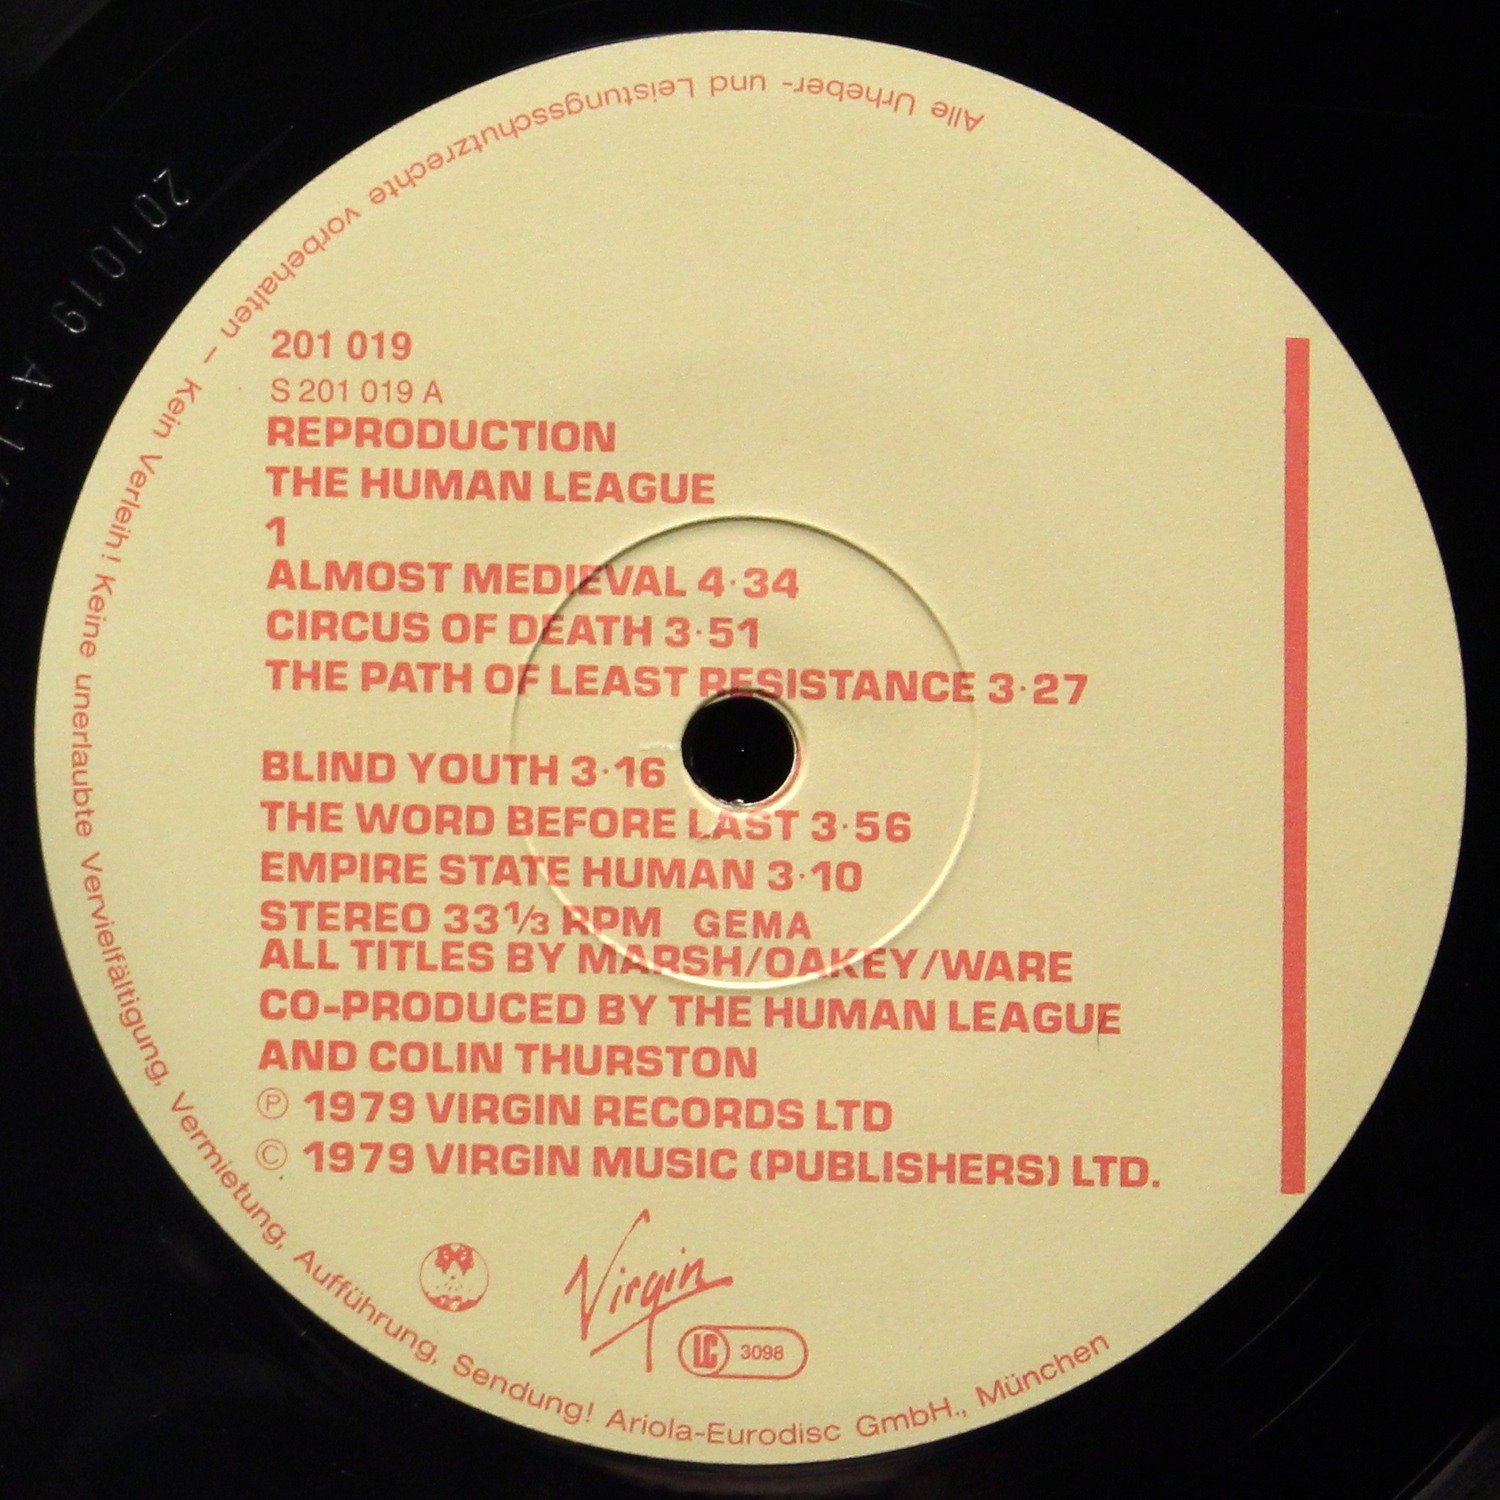 Alle Urheber- und Leistungsschutzrechte vorbehalten – Kein Verleih! Keine unerlaubte Vervielfältigung, Vermietung, Aufführung, Sendung! Ariola-Eurodisc GmbH., München
201019 A-1/
201 019
S 201 019 A
REPRODUCTION
THE HUMAN LEAGUE
1
ALMOST MEDIEVAL 4·34
CIRCUS OF DEATH 3·51
THE PATH OF LEAST RESISTANCE 3·27
BLIND YOUTH 3·16
THE WORD BEFORE LAST 3·56
EMPIRE STATE HUMAN 3·10
STEREO 33⅓ RPM GEMA
ALL TITLES BY MARSH/OAKEY/WARE
CO-PRODUCED BY THE HUMAN LEAGUE
AND COLIN THURSTON
℗ 1979 VIRGIN RECORDS LTD
© 1979 VIRGIN MUSIC (PUBLISHERS) LTD.
Virgin
LC 3098